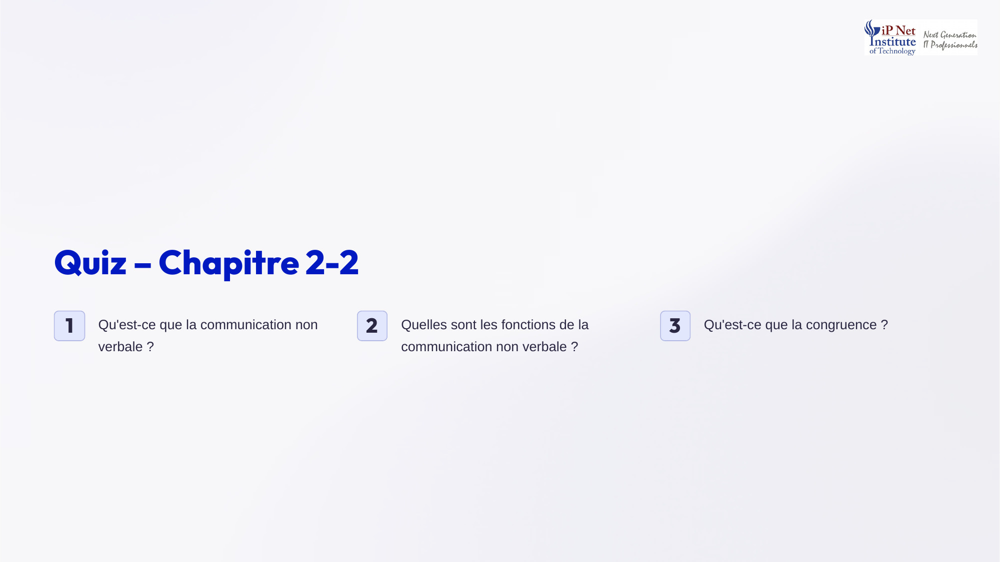 iP Net
Institute
of Technology
Next Generation
IT Professionnels
Quiz – Chapitre 2-2
1
Qu'est-ce que la communication non
verbale ?
2
Quelles sont les fonctions de la
communication non verbale ?
3
Qu'est-ce que la congruence ?